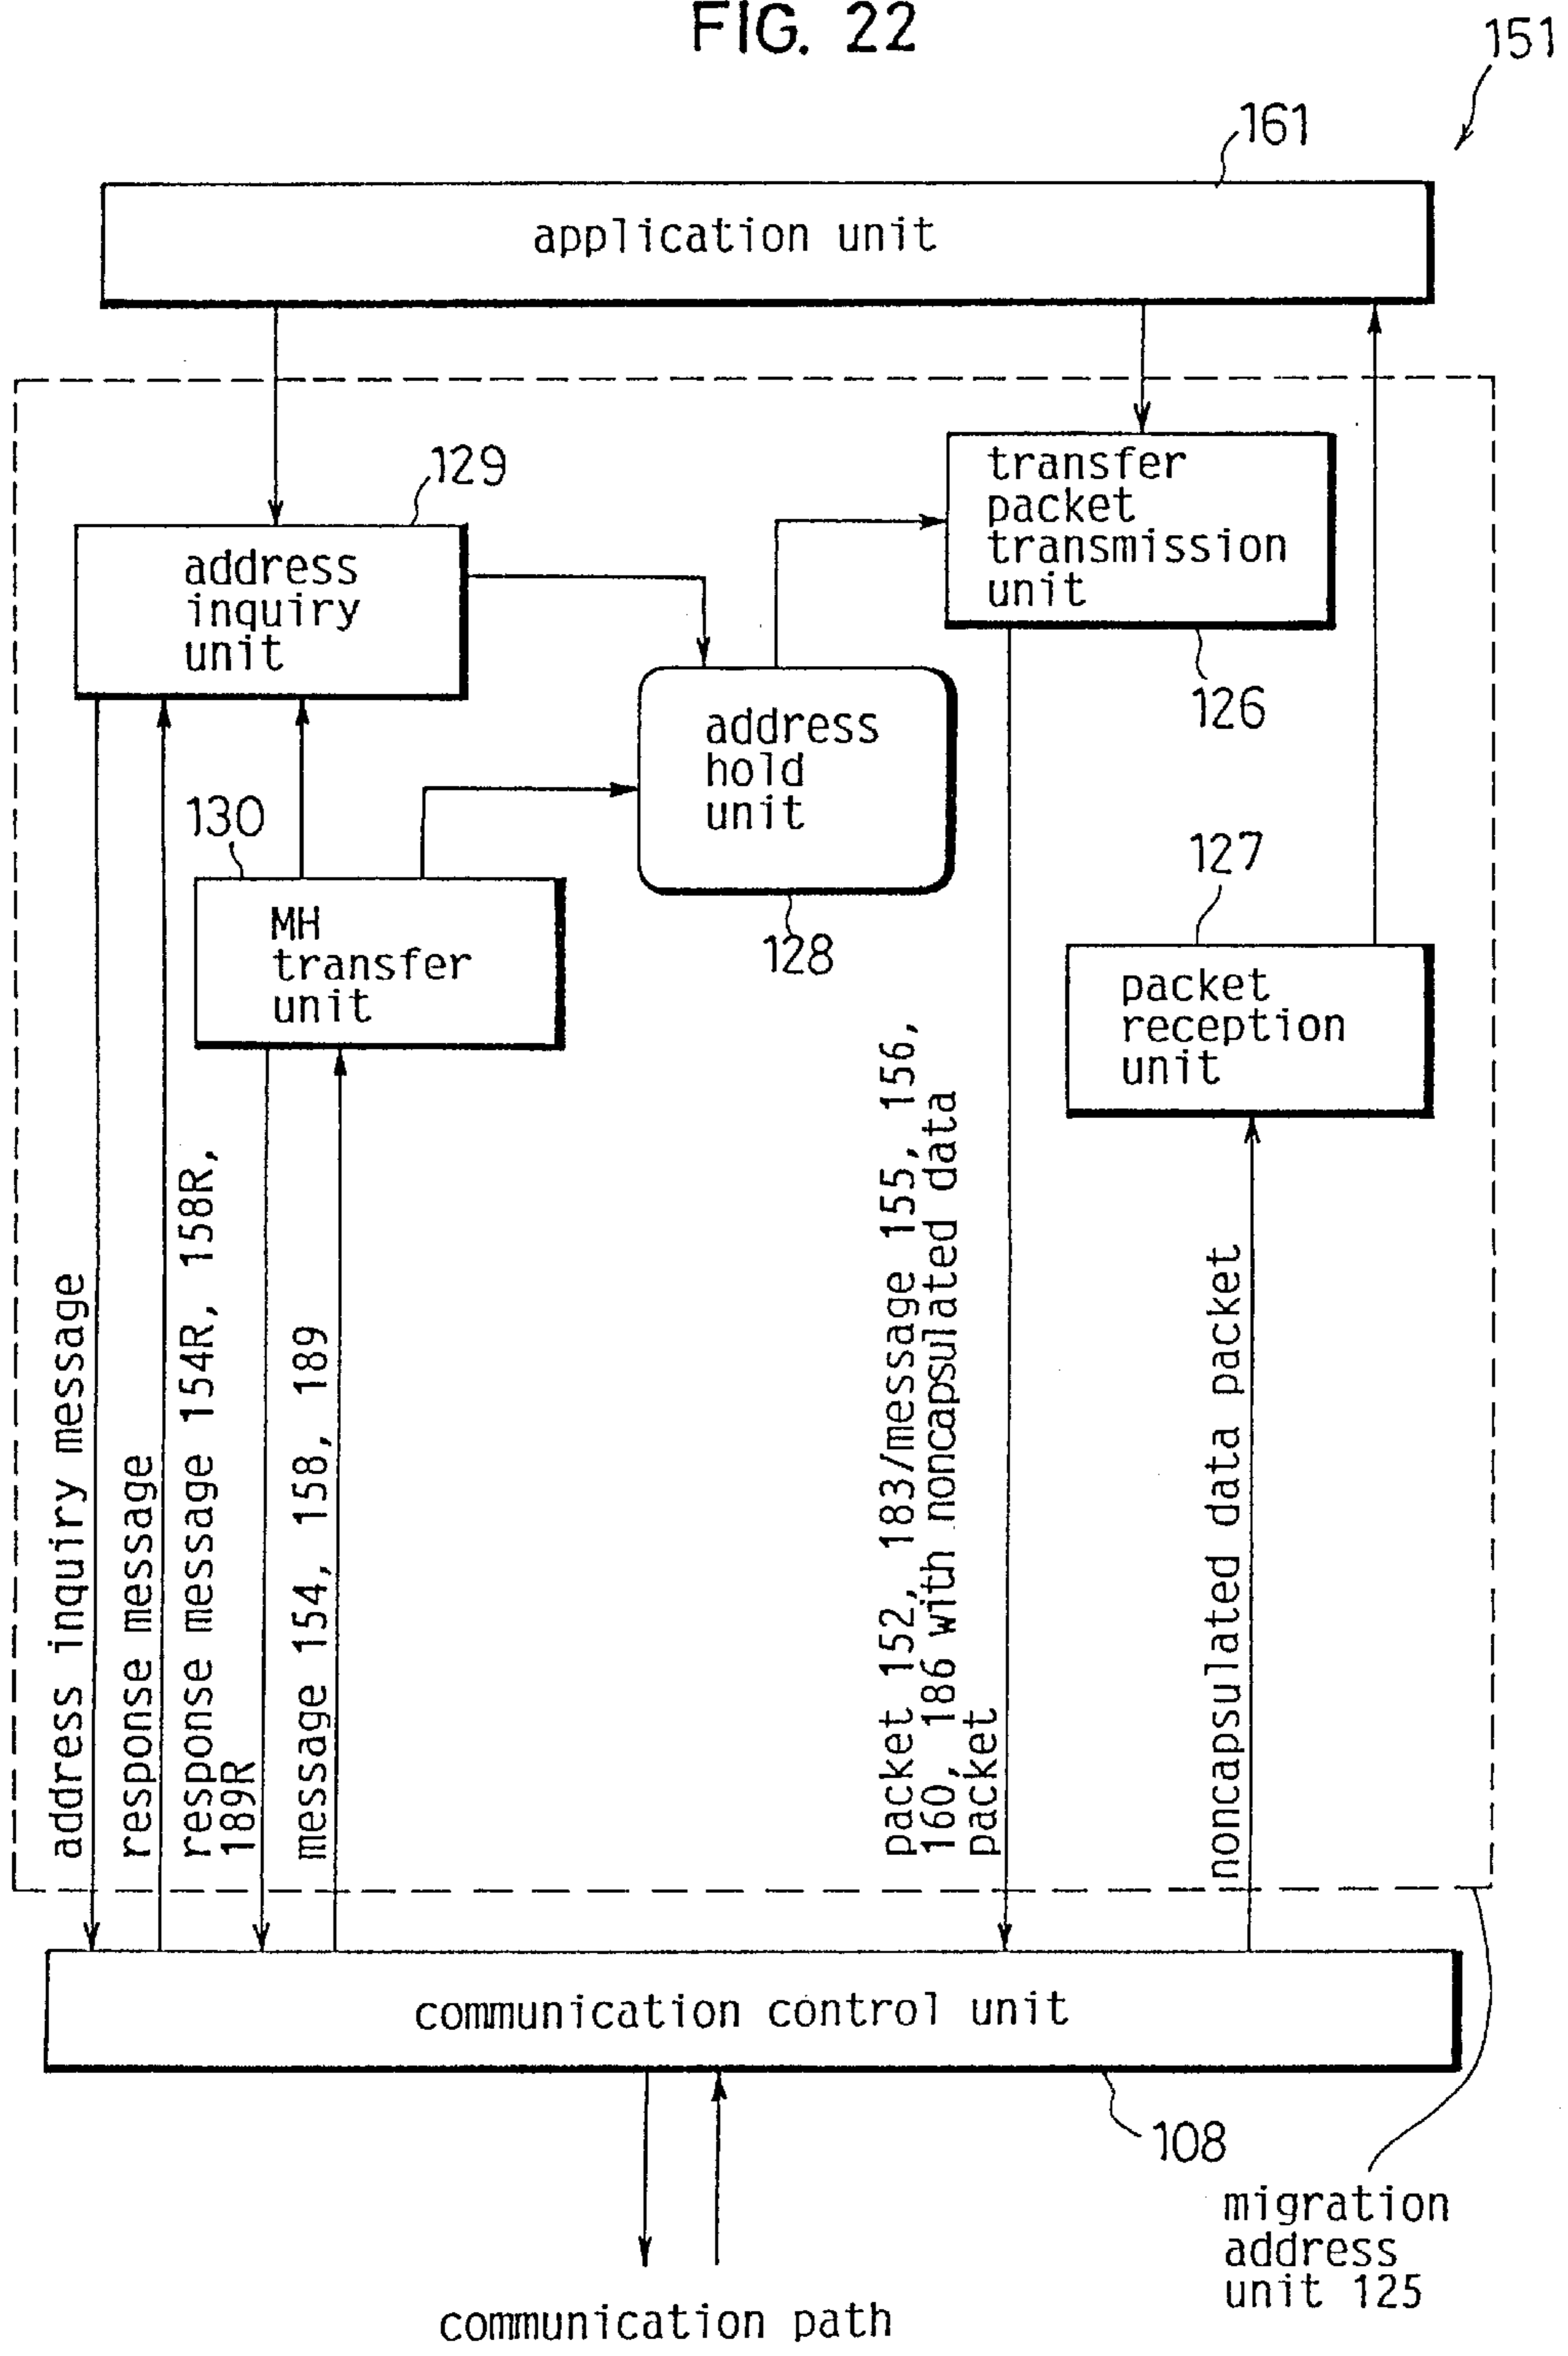 FIG. 22
151
161
application unit
129
address
inquiry
unit
transfer
packet
transmission
unit
126
address
hold
unit
128
130
MH
transfer
unit
127
packet
reception
unit
address inquiry message
response message
response message 154R, 158R,
189R
message 154, 158, 189
packet 152, 183/message 155, 156,
160, 186 with noncapsulated data
packet
noncapsulated data packet
communication control unit
108
migration
address
unit 125
communication path